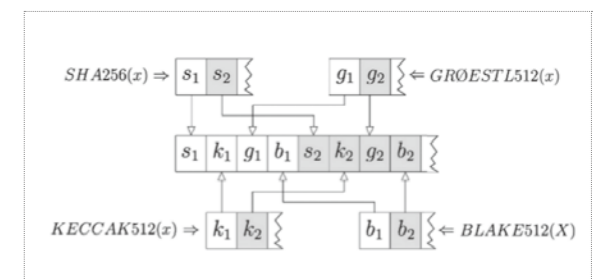 SHA256(x) ⇒ s₁ s₂ g₁ g₂ ⇐ GRØESTL512(x)
s₁ k₁ g₁ b₁ s₂ k₂ g₂ b₂
KECCAK512(x) ⇒ k₁ k₂ b₁ b₂ ⇐ BLAKE512(X)